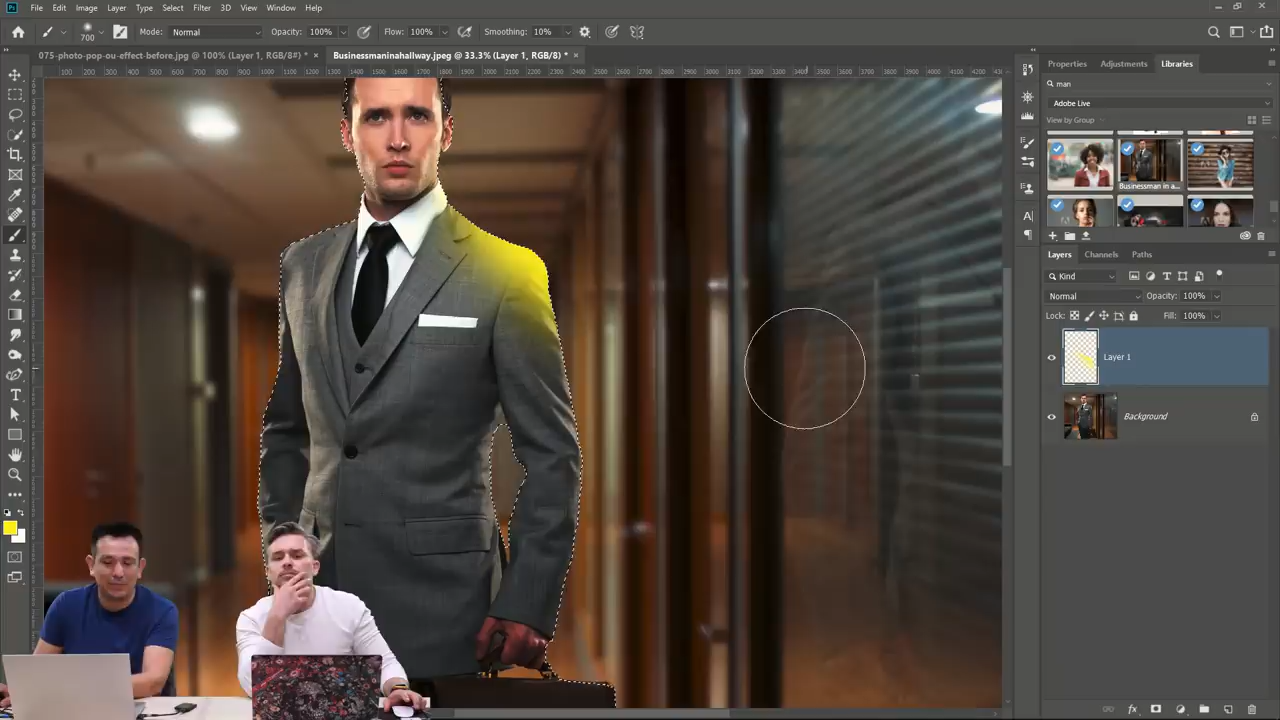 File Edit Image Layer Type Select Filter 3D View Window Help
Mode: Normal Opacity: 100% Flow: 100% Smoothing: 10%
700
075-photo-pop-ou-effect-before.jpg @ 100% (Layer 1, RGB/8#) * × Businessmaninahallway.jpeg @ 33.3% (Layer 1, RGB/8) * ×
Properties Adjustments Libraries
man
Adobe Live
View by Group
Businessman in a...
Layers Channels Paths
Kind
Normal Opacity: 100%
Lock: Fill: 100%
Layer 1
Background